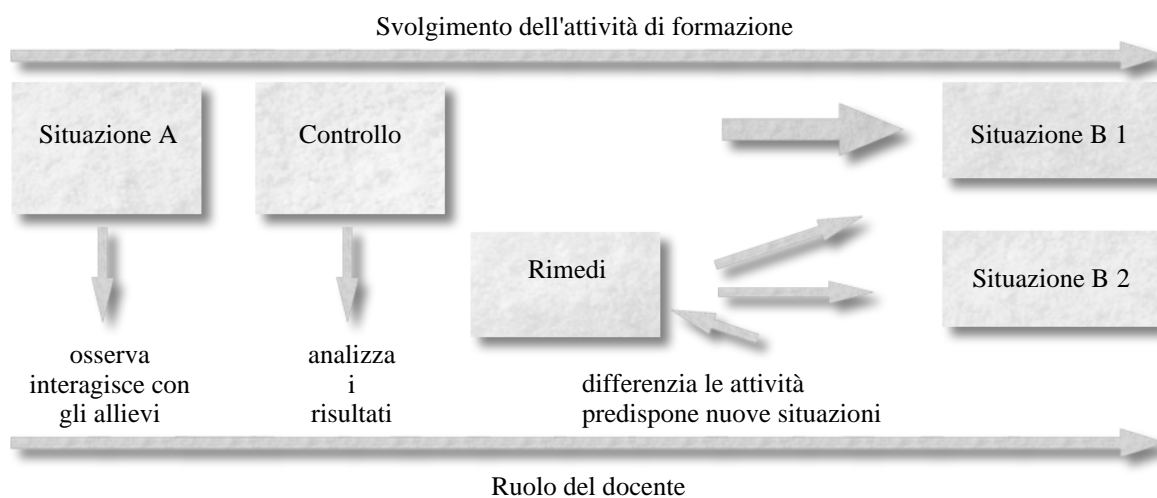 Svolgimento dell'attività di formazione
Situazione A
Controllo
Situazione B 1
Rimedi
Situazione B 2
osserva
interagisce con
gli allievi
analizza
i
risultati
differenzia le attività
predispone nuove situazioni
Ruolo del docente